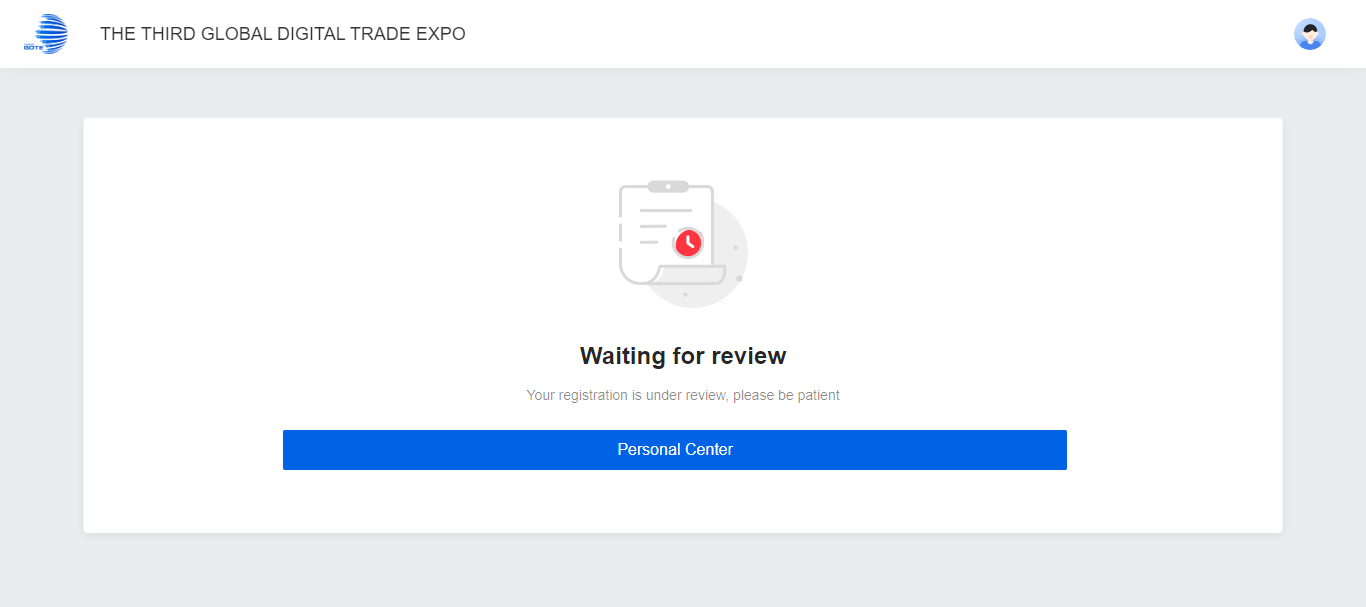 GDTE
THE THIRD GLOBAL DIGITAL TRADE EXPO
Waiting for review
Your registration is under review, please be patient
Personal Center